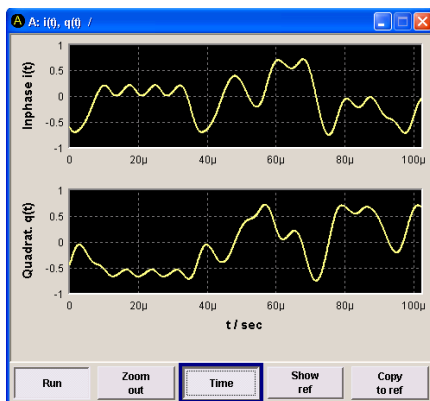 A: i(t), q(t) /
Inphase i(t)
1
0.5
0
-0.5
-1
0
20µ
40µ
60µ
80µ
100µ
Quadrat. q(t)
1
0.5
0
-0.5
-1
0
20µ
40µ
60µ
80µ
100µ
t / sec
Run
Zoom
out
Time
Show
ref
Copy
to ref